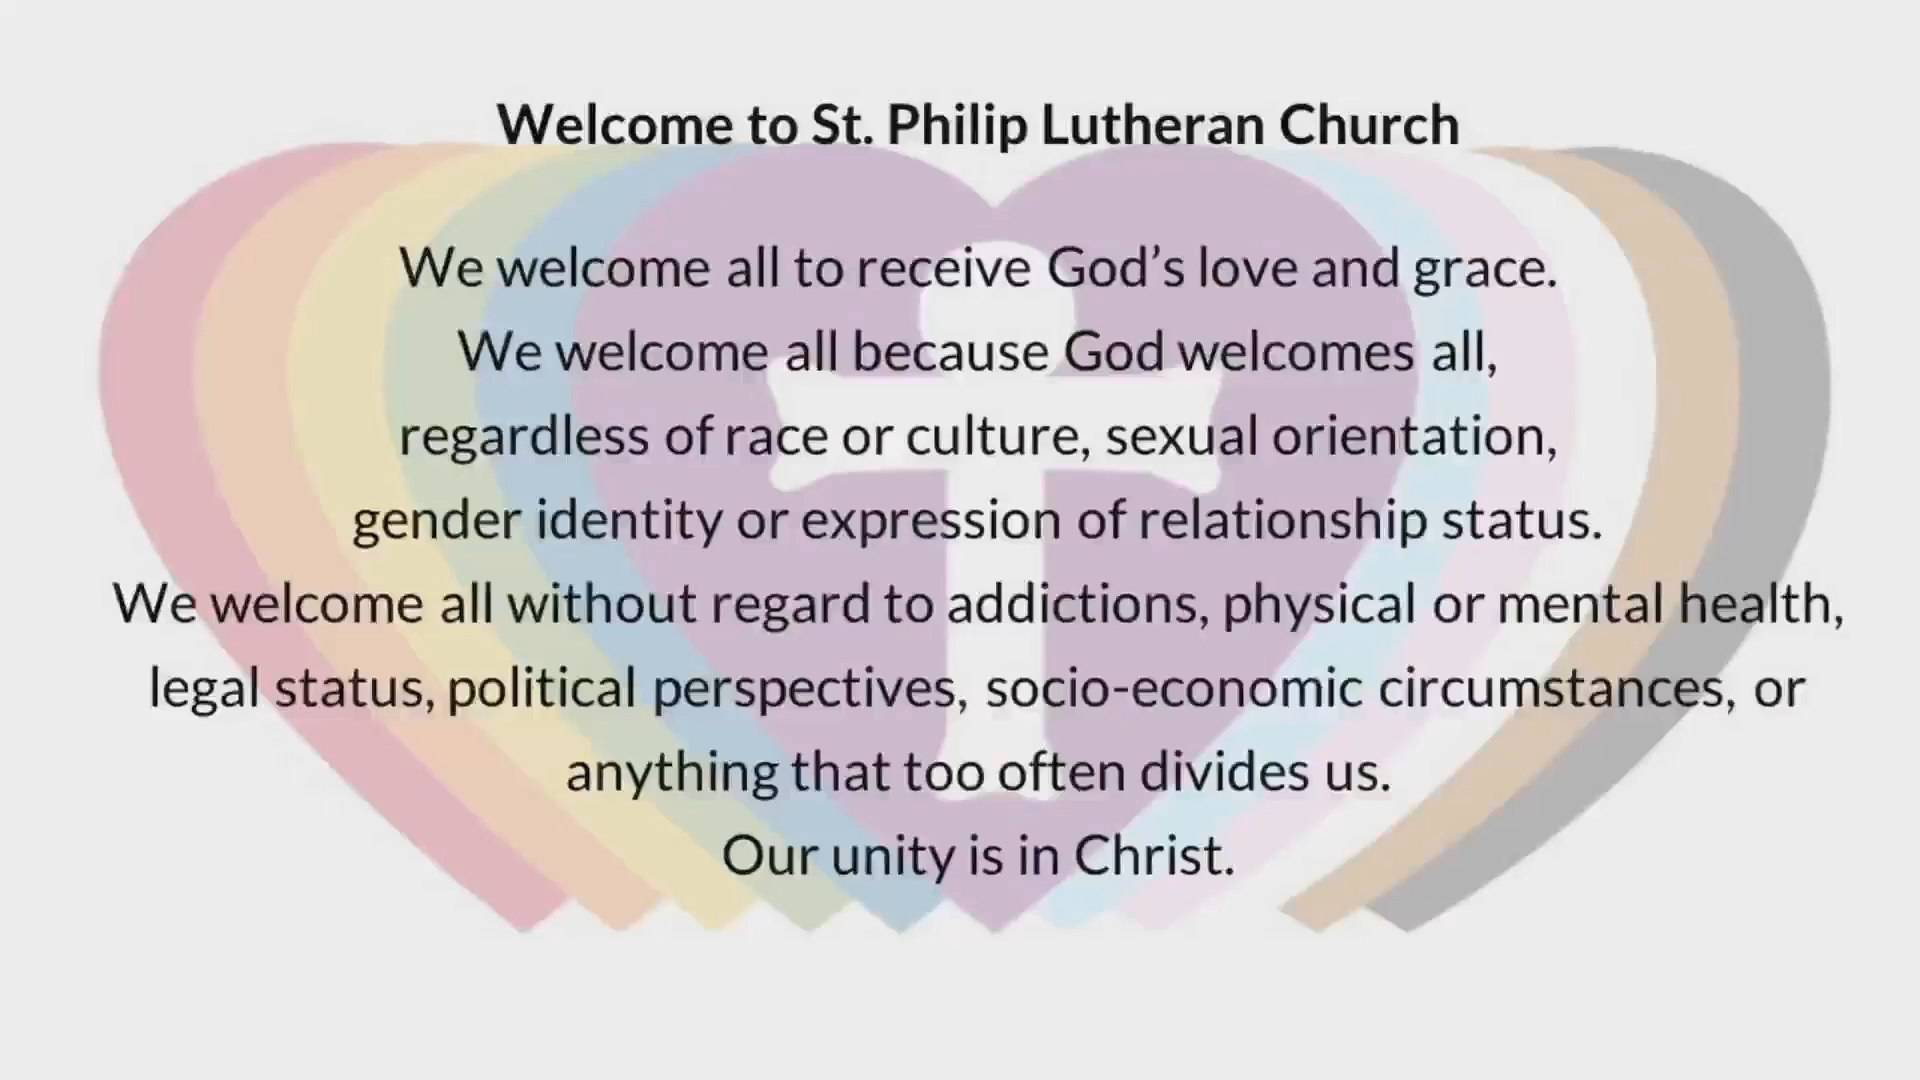 Welcome to St. Philip Lutheran Church
We welcome all to receive God’s love and grace.
We welcome all because God welcomes all,
regardless of race or culture, sexual orientation,
gender identity or expression of relationship status.
We welcome all without regard to addictions, physical or mental health,
legal status, political perspectives, socio-economic circumstances, or
anything that too often divides us.
Our unity is in Christ.